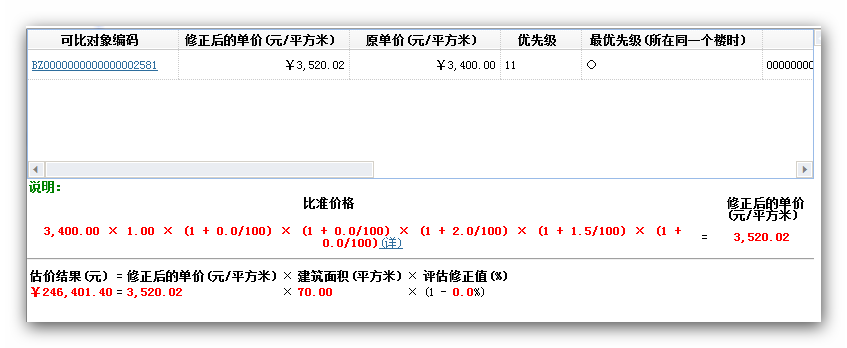 可比对象编码 修正后的单价(元/平方米) 原单价(元/平方米) 优先级 最优先级(所在同一个楼时)
BZ0000000000000002581 ￥3,520.02 ￥3,400.00 11 ○ 00000000
说明:
比准价格 修正后的单价
(元/平方米)
3,400.00 × 1.00 × (1 + 0.0/100) × (1 + 0.0/100) × (1 + 2.0/100) × (1 + 1.5/100) × (1 +
0.0/100)(详) = 3,520.02
估价结果(元) = 修正后的单价(元/平方米) × 建筑面积(平方米) × 评估修正值(%)
￥246,401.40 = 3,520.02 × 70.00 × (1 - 0.0%)